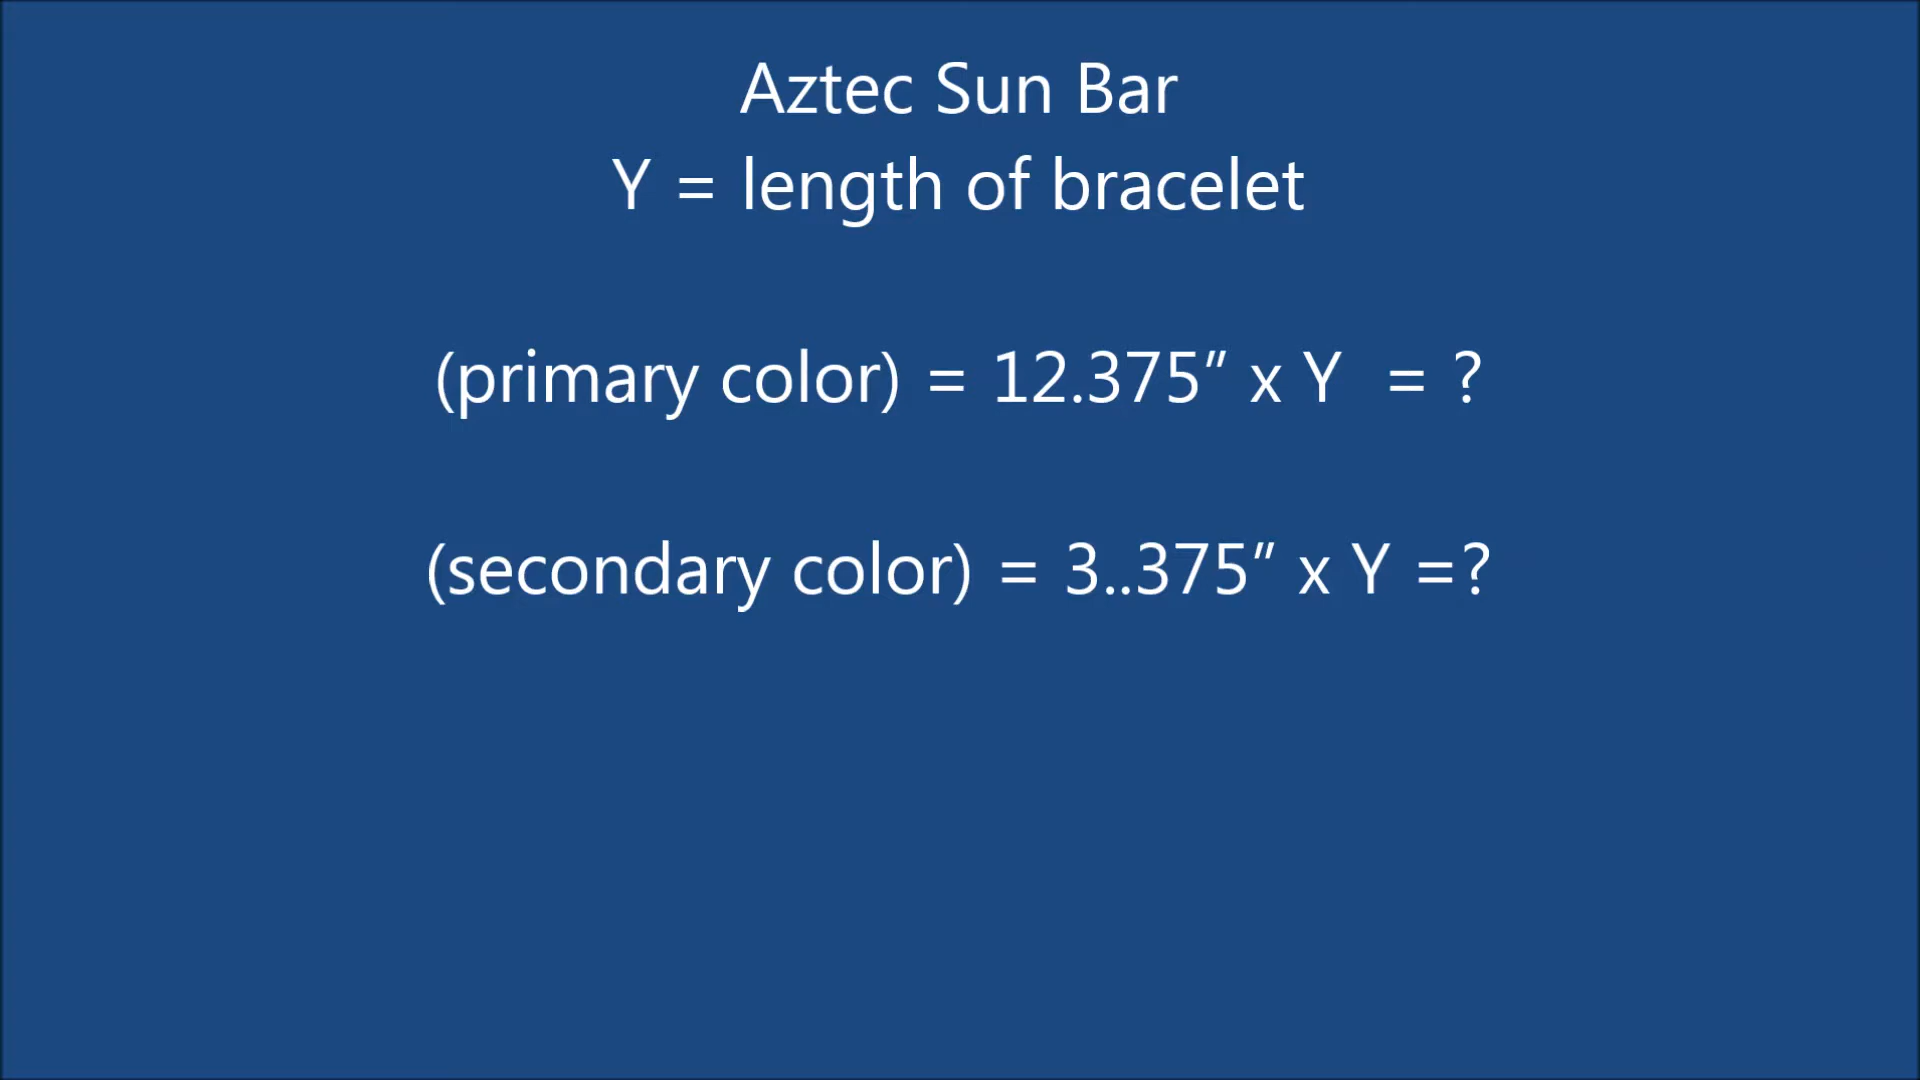 Aztec Sun Bar
Y = length of bracelet
(primary color) = 12.375” x Y  = ?
(secondary color) = 3..375” x Y =?